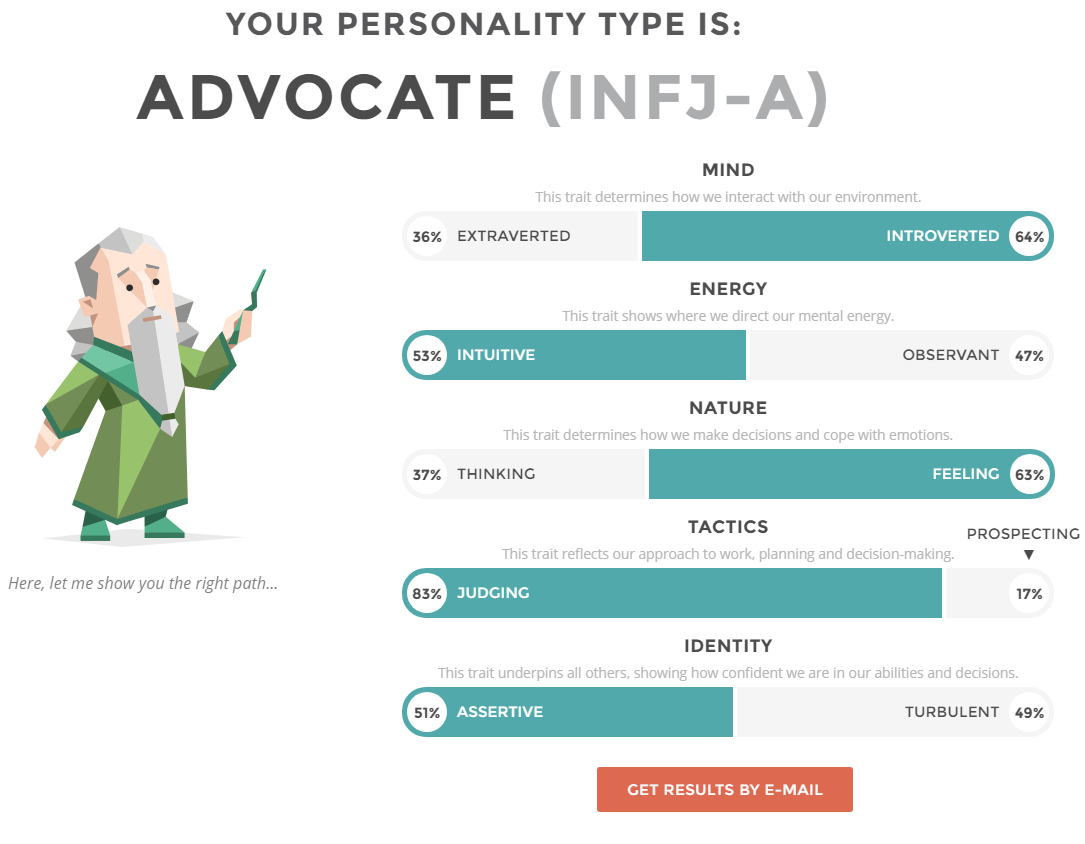 YOUR PERSONALITY TYPE IS:
ADVOCATE (INFJ-A)
MIND
This trait determines how we interact with our environment.
36% EXTRAVERTED INTROVERTED 64%
ENERGY
This trait shows where we direct our mental energy.
53% INTUITIVE OBSERVANT 47%
NATURE
This trait determines how we make decisions and cope with emotions.
37% THINKING FEELING 63%
TACTICS
PROSPECTING
This trait reflects our approach to work, planning and decision-making.
83% JUDGING 17%
Here, let me show you the right path...
IDENTITY
This trait underpins all others, showing how confident we are in our abilities and decisions.
51% ASSERTIVE TURBULENT 49%
GET RESULTS BY E-MAIL